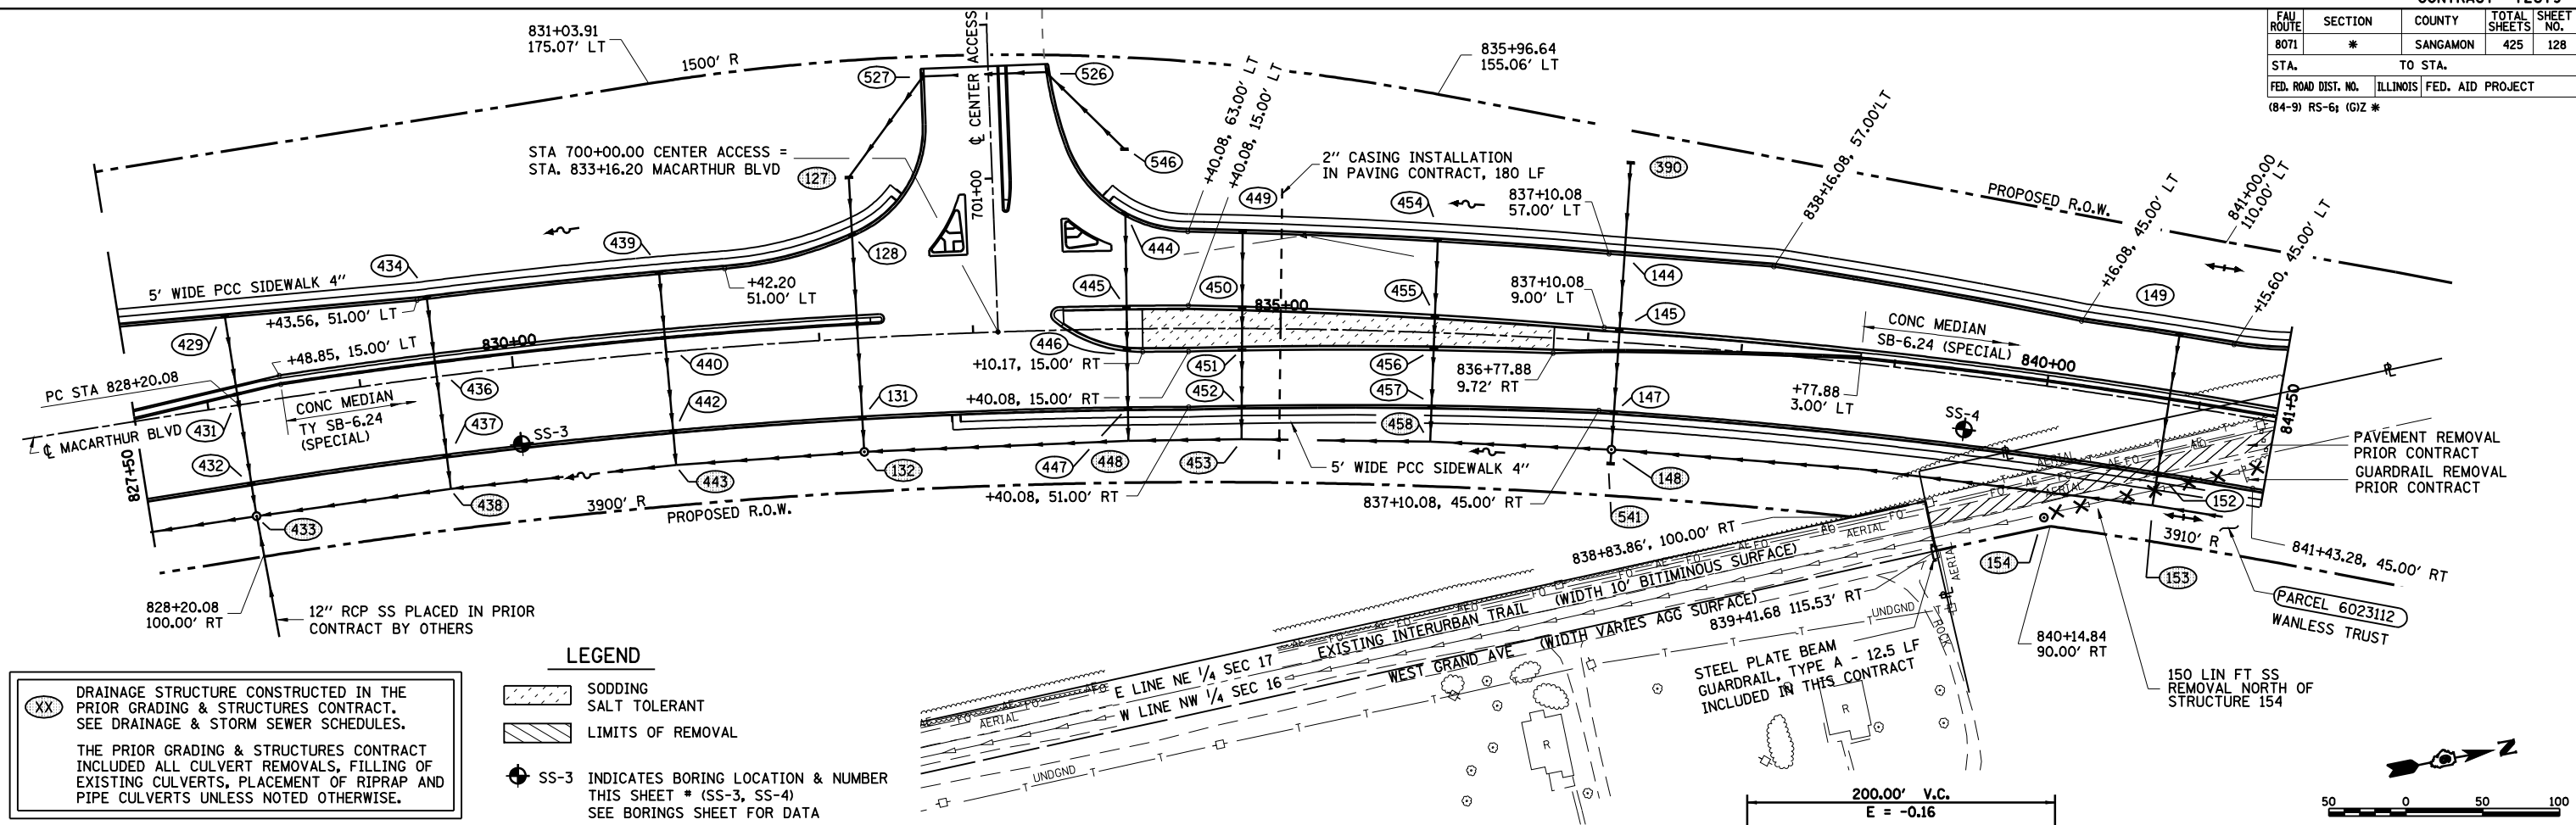 FAU ROUTE
SECTION
COUNTY
TOTAL SHEETS
SHEET NO.
8071
*
SANGAMON
425
128
STA.
TO STA.
FED. ROAD DIST. NO.
ILLINOIS
FED. AID PROJECT
(84-9) RS-6; (G)Z *
831+03.91
175.07' LT
1500' R
527
526
701+00
℄ CENTER ACCESS
835+96.64
155.06' LT
+40.08, 63.00' LT
+40.08, 15.00' LT
STA 700+00.00 CENTER ACCESS =
STA. 833+16.20 MACARTHUR BLVD
127
546
2" CASING INSTALLATION
IN PAVING CONTRACT, 180 LF
390
449
454
837+10.08
57.00' LT
838+16.08, 57.00'LT
PROPOSED R.O.W.
+16.08, 45.00' LT
841+00.00
110.00' LT
+15.60, 45.00' LT
434
439
128
444
144
149
5' WIDE PCC SIDEWALK 4"
+43.56, 51.00' LT
+42.20
51.00' LT
445
450
835+00
455
837+10.08
9.00' LT
145
CONC MEDIAN
SB-6.24 (SPECIAL)
840+00
429
+48.85, 15.00' LT
830+00
440
446
+10.17, 15.00' RT
451
456
836+77.88
9.72' RT
PC STA 828+20.08
436
CONC MEDIAN
TY SB-6.24
(SPECIAL)
442
131
+40.08, 15.00' RT
452
457
147
+77.88
3.00' LT
SS-4
841+50
℄ MACARTHUR BLVD
431
437
SS-3
458
432
827+50
132
447
448
453
5' WIDE PCC SIDEWALK 4"
148
PAVEMENT REMOVAL
PRIOR CONTRACT
GUARDRAIL REMOVAL
PRIOR CONTRACT
443
438
433
3900' R
PROPOSED R.O.W.
+40.08, 51.00' RT
837+10.08, 45.00' RT
541
152
3910' R
841+43.28, 45.00' RT
838+83.86', 100.00' RT
154
153
828+20.08
100.00' RT
12" RCP SS PLACED IN PRIOR
CONTRACT BY OTHERS
EXISTING INTERURBAN TRAIL (WIDTH 10' BITIMINOUS SURFACE)
WEST GRAND AVE (WIDTH VARIES AGG SURFACE)
839+41.68 115.53' RT
E LINE NE 1/4 SEC 17
W LINE NW 1/4 SEC 16
AERIAL
AERIAL
AERIAL
AERIAL
AERIAL
UNDGND
UNDGND
ROCK
R
R
STEEL PLATE BEAM
GUARDRAIL, TYPE A - 12.5 LF
INCLUDED IN THIS CONTRACT
840+14.84
90.00' RT
PARCEL 6023112
WANLESS TRUST
150 LIN FT SS
REMOVAL NORTH OF
STRUCTURE 154
XX
DRAINAGE STRUCTURE CONSTRUCTED IN THE
PRIOR GRADING & STRUCTURES CONTRACT.
SEE DRAINAGE & STORM SEWER SCHEDULES.
THE PRIOR GRADING & STRUCTURES CONTRACT
INCLUDED ALL CULVERT REMOVALS, FILLING OF
EXISTING CULVERTS, PLACEMENT OF RIPRAP AND
PIPE CULVERTS UNLESS NOTED OTHERWISE.
LEGEND
SODDING
SALT TOLERANT
LIMITS OF REMOVAL
SS-3 INDICATES BORING LOCATION & NUMBER
THIS SHEET # (SS-3, SS-4)
SEE BORINGS SHEET FOR DATA
200.00' V.C.
E = -0.16
N
50 0 50 100